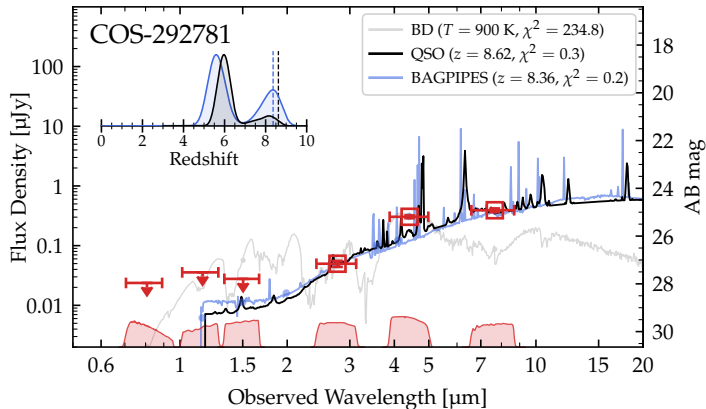 COS-292781
BD (T = 900 K, χ² = 234.8)
QSO (z = 8.62, χ² = 0.3)
BAGPIPES (z = 8.36, χ² = 0.2)
0 2 4 6 8 10
Redshift
100
10
1
0.1
0.01
Flux Density [µJy]
18
20
22
24
26
28
30
AB mag
0.6 1 1.5 2 3 4 5 6 10 15 20
Observed Wavelength [µm]